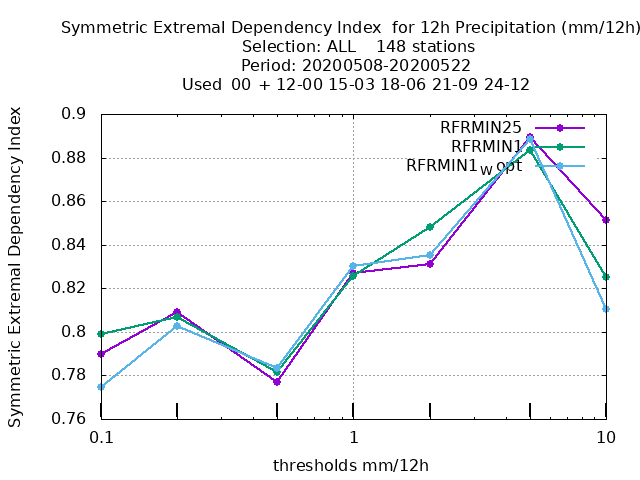 Symmetric Extremal Dependency Index  for 12h Precipitation (mm/12h)
Selection: ALL    148 stations
Period: 20200508-20200522
Used  00 + 12-00 15-03 18-06 21-09 24-12
RFRMIN25
RFRMIN1
RFRMIN1wopt
Symmetric Extremal Dependency Index
0.9
0.88
0.86
0.84
0.82
0.8
0.78
0.76
0.1 1 10
thresholds mm/12h